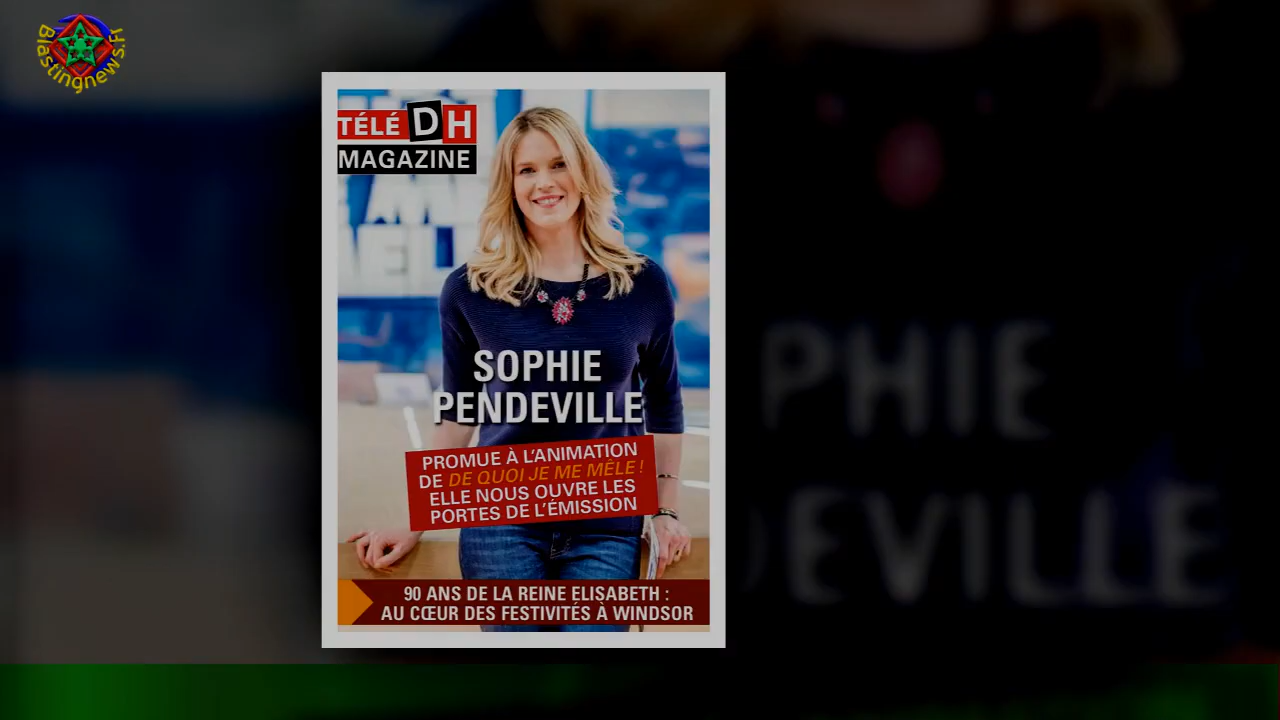 Blastingnews.Fr
TÉLÉ DH
MAGAZINE
SOPHIE
PENDEVILLE
PROMUE À L'ANIMATION
DE DE QUOI JE ME MÊLE !
ELLE NOUS OUVRE LES
PORTES DE L'ÉMISSION
90 ANS DE LA REINE ELISABETH :
AU CŒUR DES FESTIVITÉS À WINDSOR
PHIE
DEVILLE